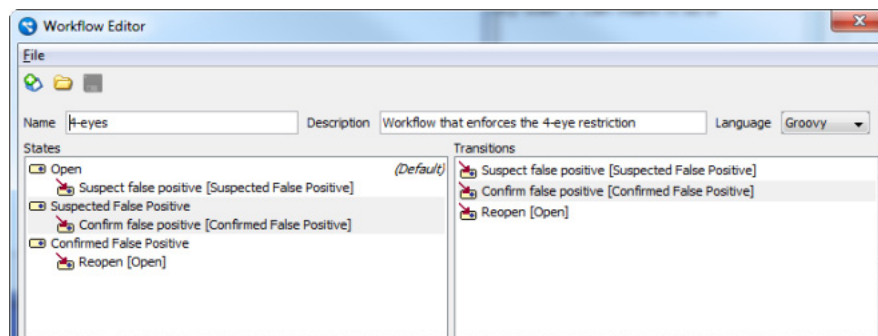 Workflow Editor
File
Name 4-eyes Description Workflow that enforces the 4-eye restriction Language Groovy
States
Open (Default)
Suspect false positive [Suspected False Positive]
Suspected False Positive
Confirm false positive [Confirmed False Positive]
Confirmed False Positive
Reopen [Open]
Transitions
Suspect false positive [Suspected False Positive]
Confirm false positive [Confirmed False Positive]
Reopen [Open]